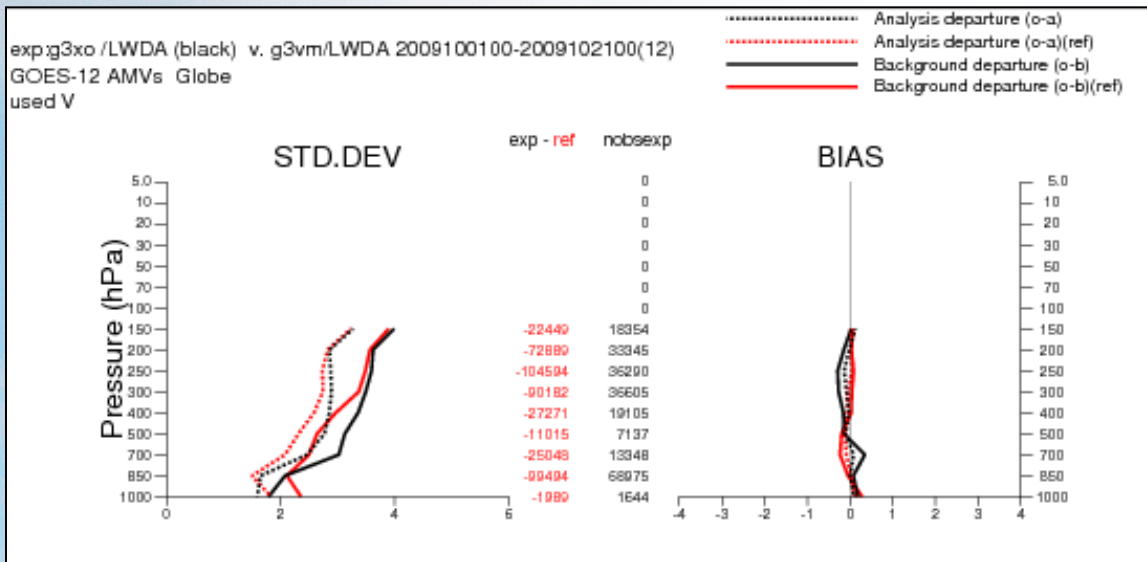 exp:g3xo /LWDA (black) v. g3vm/LWDA 2009100100-2009102100(12)
GOES-12 AMVs Globe
used V
Analysis departure (o-a)
Analysis departure (o-a)(ref)
Background departure (o-b)
Background departure (o-b)(ref)
STD.DEV
exp - ref nobsexp
BIAS
Pressure (hPa)
5.0 0 5.0
10 0 10
20 0 20
30 0 30
50 0 50
70 0 70
100 0 100
150 -22449 18354 150
200 -72889 33345 200
250 -104594 36290 250
300 -90182 36605 300
400 -27271 19105 400
500 -11015 7137 500
700 -25048 13348 700
850 -99494 68975 850
1000 -1989 1644 1000
0 2 4 6
-4 -3 -2 -1 0 1 2 3 4